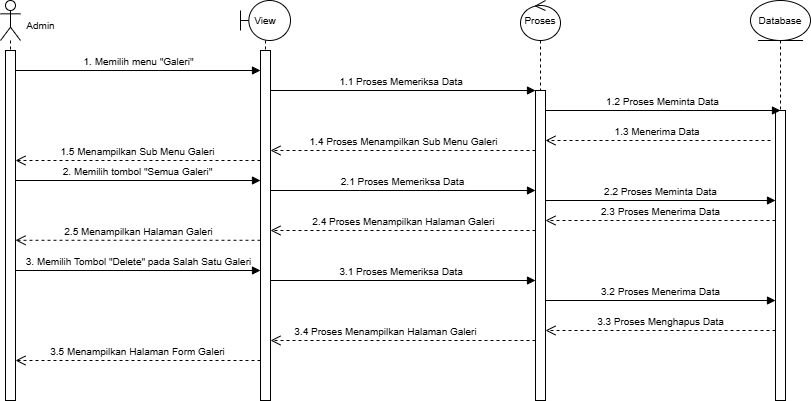 Admin
View
Proses
Database
1. Memilih menu "Galeri"
1.1 Proses Memeriksa Data
1.2 Proses Meminta Data
1.3 Menerima Data
1.4 Proses Menampilkan Sub Menu Galeri
1.5 Menampilkan Sub Menu Galeri
2. Memilih tombol "Semua Galeri"
2.1 Proses Memeriksa Data
2.2 Proses Meminta Data
2.3 Proses Menerima Data
2.4 Proses Menampilkan Halaman Galeri
2.5 Menampilkan Halaman Galeri
3. Memilih Tombol "Delete" pada Salah Satu Galeri
3.1 Proses Memeriksa Data
3.2 Proses Menerima Data
3.3 Proses Menghapus Data
3.4 Proses Menampilkan Halaman Galeri
3.5 Menampilkan Halaman Form Galeri